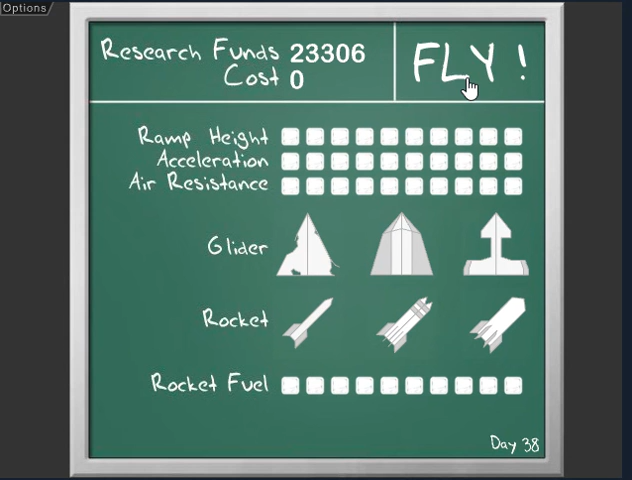 Options
Research Funds 23306
Cost 0
FLY!
Ramp Height
Acceleration
Air Resistance
Glider
Rocket
Rocket Fuel
Day 38